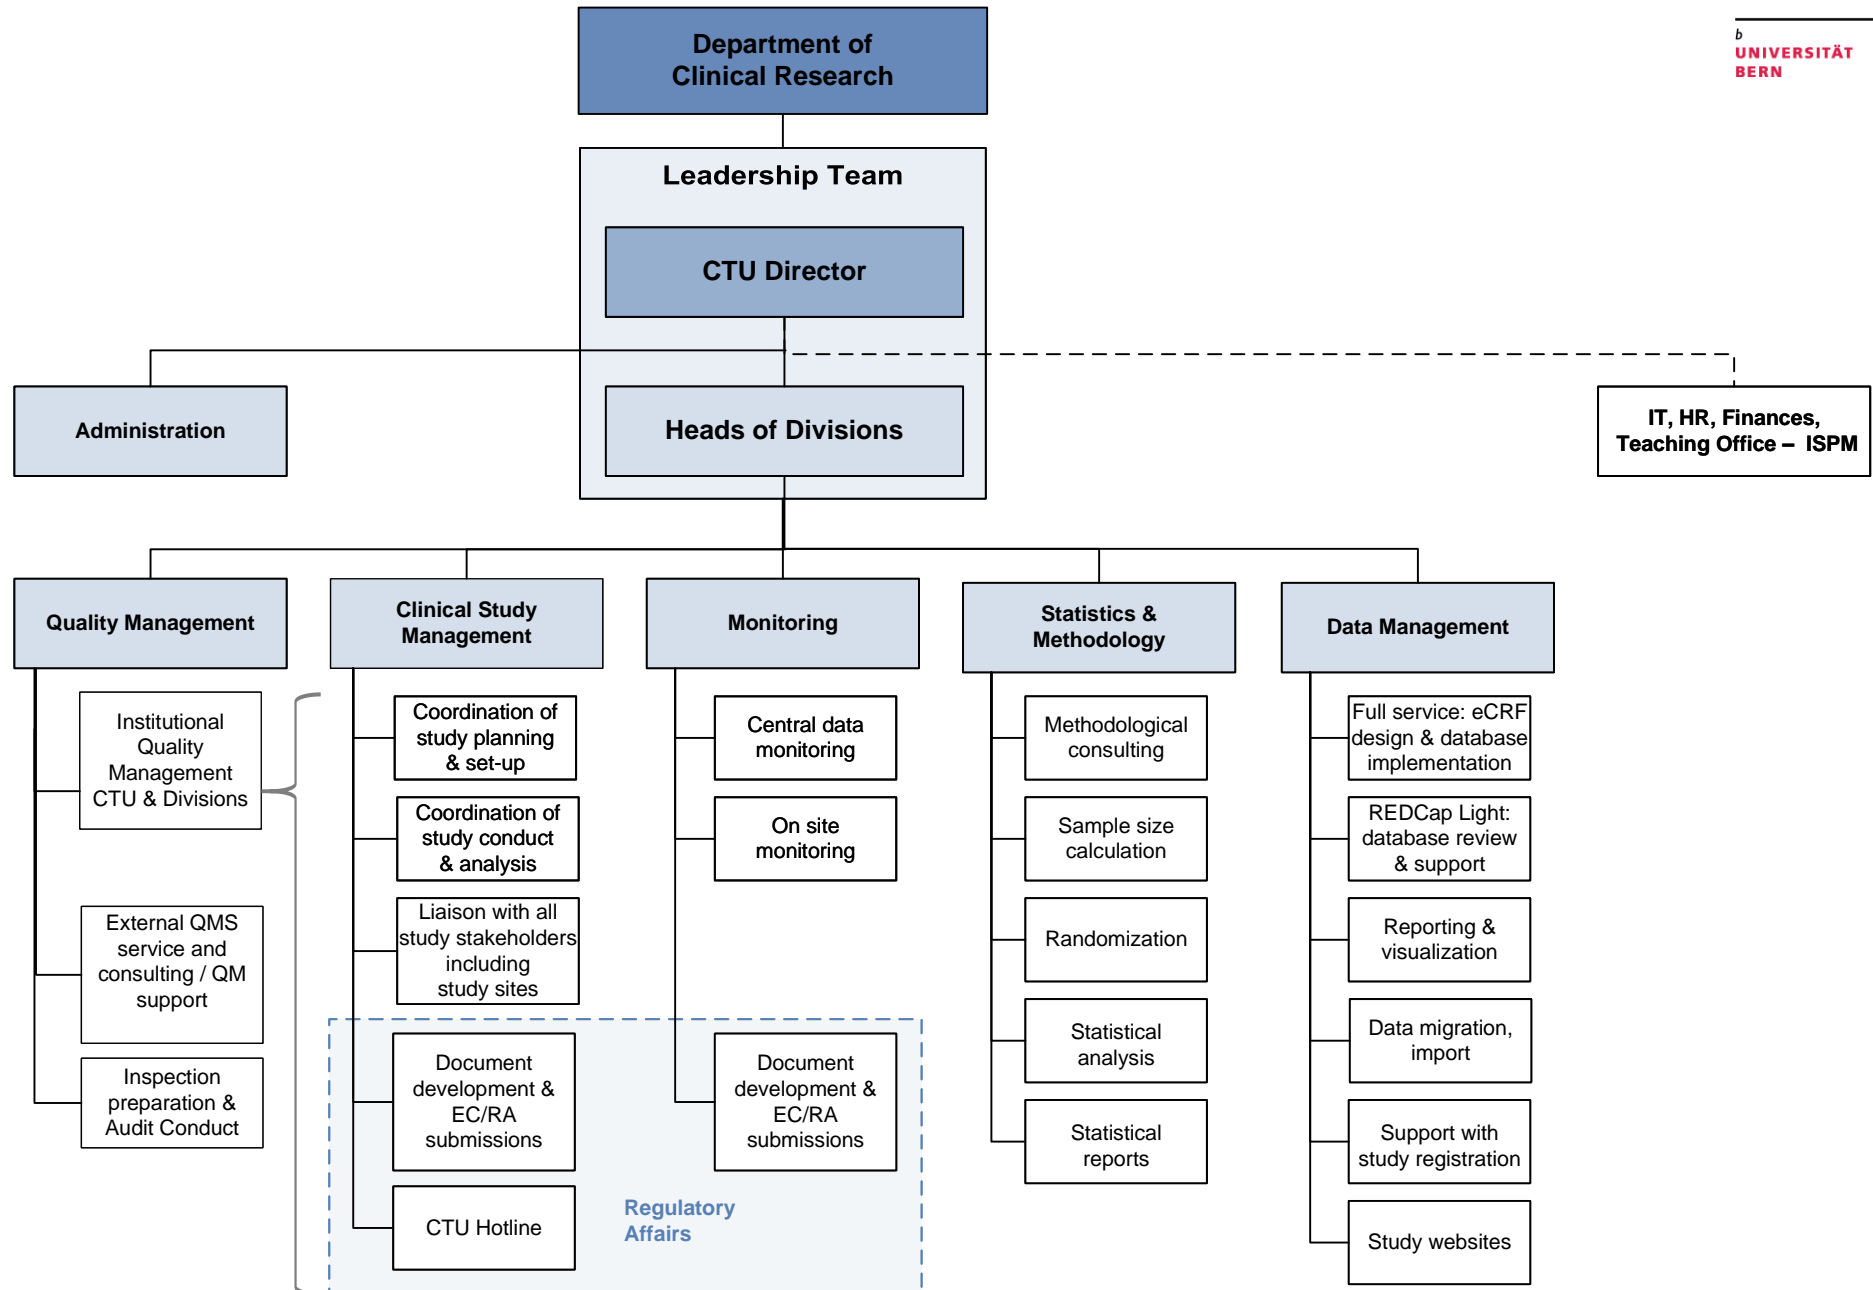 Department of
Clinical Research
b
UNIVERSITÄT
BERN
Leadership Team
CTU Director
Administration
Heads of Divisions
IT, HR, Finances,
Teaching Office – ISPM
Quality Management
Clinical Study
Management
Monitoring
Statistics &
Methodology
Data Management
Institutional
Quality
Management
CTU & Divisions
External QMS
service and
consulting / QM
support
Inspection
preparation &
Audit Conduct
Coordination of
study planning
& set-up
Coordination of
study conduct
& analysis
Liaison with all
study stakeholders
including
study sites
Document
development &
EC/RA
submissions
CTU Hotline
Central data
monitoring
On site
monitoring
Document
development &
EC/RA
submissions
Regulatory
Affairs
Methodological
consulting
Sample size
calculation
Randomization
Statistical
analysis
Statistical
reports
Full service: eCRF
design & database
implementation
REDCap Light:
database review
& support
Reporting &
visualization
Data migration,
import
Support with
study registration
Study websites